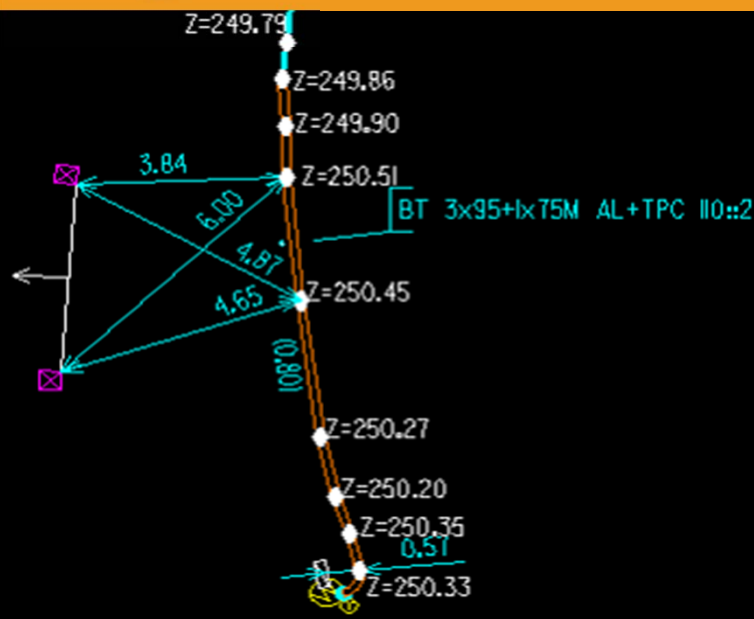 Z=249.79
Z=249.86
Z=249.90
3.84
Z=250.51
6.00
BT 3x95+1x75M AL+TPC 110::2
4.87
Z=250.45
4.65
(0.80)
Z=250.27
Z=250.20
Z=250.35
0.51
Z=250.33